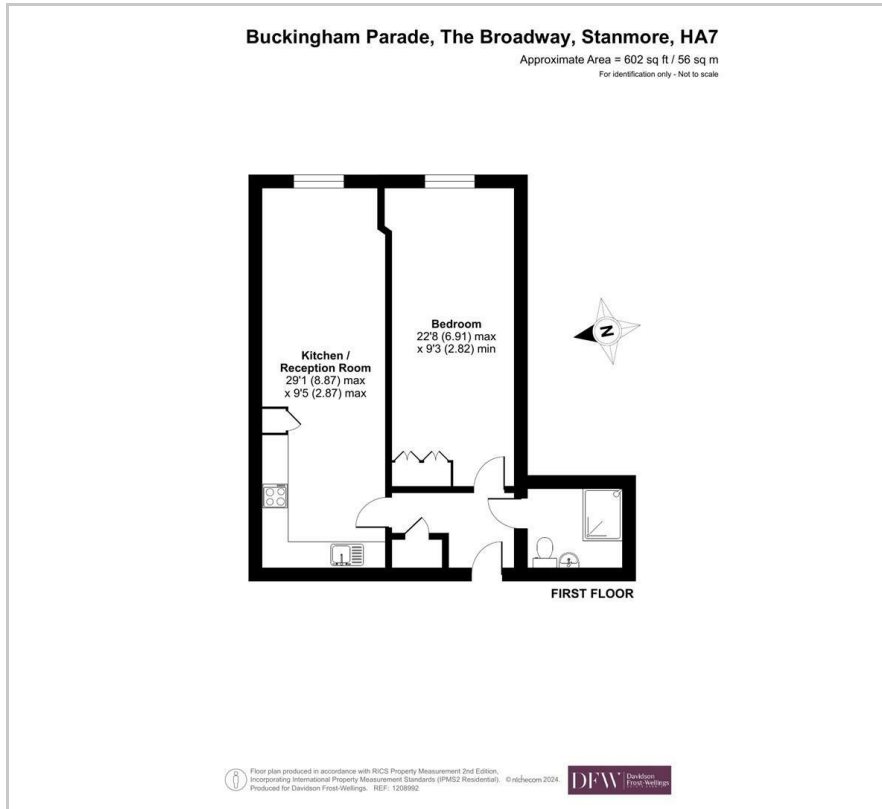 Buckingham Parade, The Broadway, Stanmore, HA7
Approximate Area = 602 sq ft / 56 sq m
For identification only - Not to scale
Bedroom
22'8 (6.91) max
x 9'3 (2.82) min
N
Kitchen /
Reception Room
29'1 (8.87) max
x 9'5 (2.87) max
FIRST FLOOR
Floor plan produced in accordance with RICS Property Measurement 2nd Edition,
Incorporating International Property Measurement Standards (IPMS2 Residential). © nichecom 2024.
Produced for Davidson Frost-Wellings. REF: 1208992
DFW Davidson
Frost-Wellings